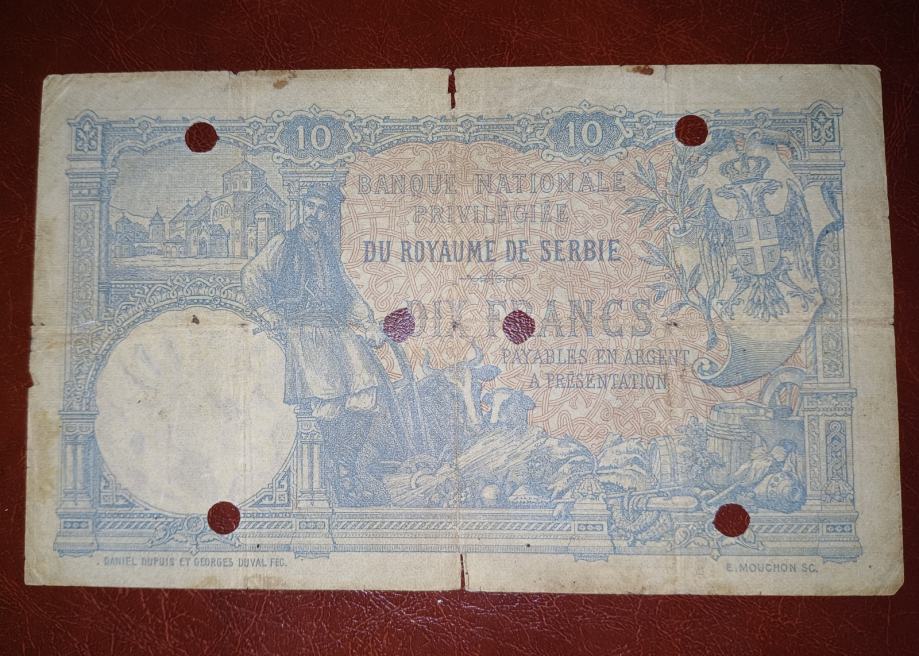 10 10
BANQUE NATIONALE
PRIVILÉGIÉE
DU ROYAUME DE SERBIE
DIX FRANCS
PAYABLES EN ARGENT
A PRÉSENTATION
DANIEL DUPUIS ET GEORGES DUVAL FEC.
E. MOUCHON SC.